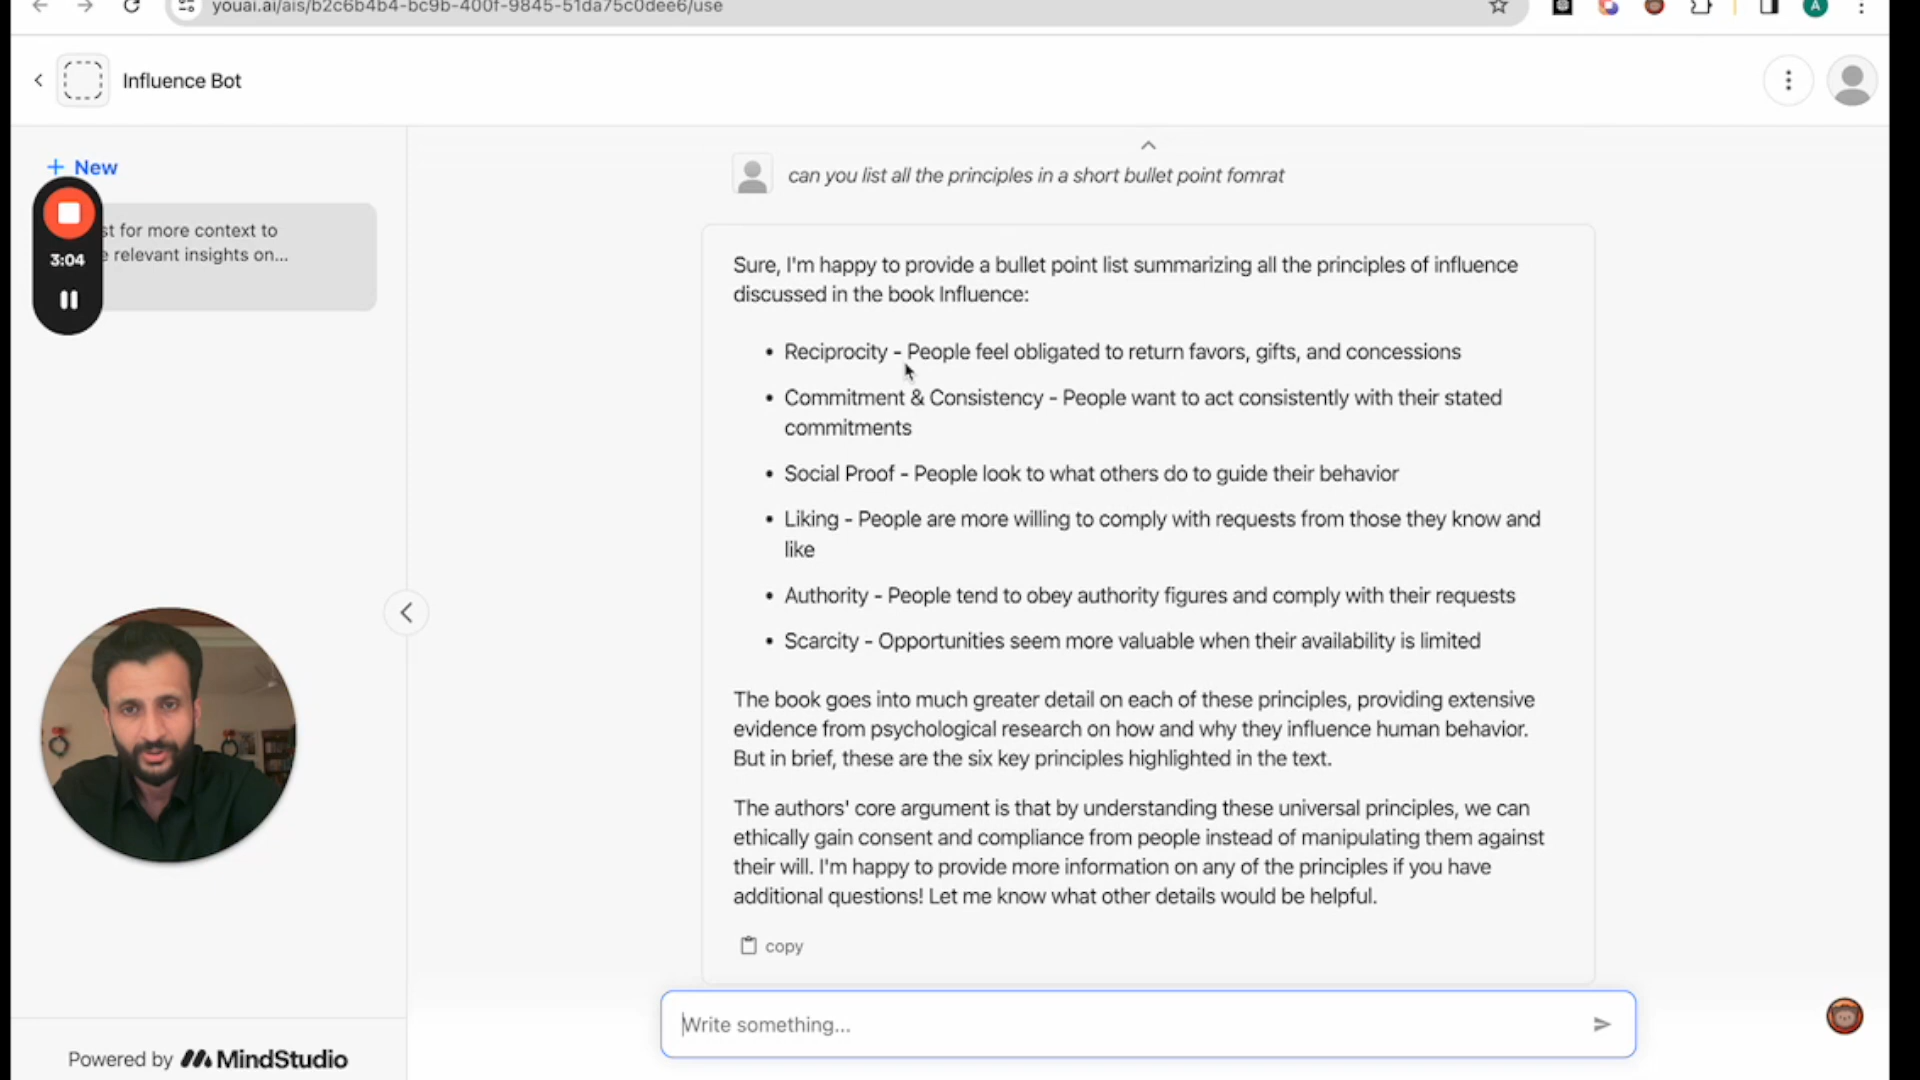 youai.ai/ais/b2c6b4b4-bc9b-400f-9845-51da75c0dee6/use
A
Influence Bot
+ New
st for more context to
e relevant insights on...
3:04
can you list all the principles in a short bullet point fomrat
Sure, I'm happy to provide a bullet point list summarizing all the principles of influence
discussed in the book Influence:
• Reciprocity - People feel obligated to return favors, gifts, and concessions
• Commitment & Consistency - People want to act consistently with their stated
commitments
• Social Proof - People look to what others do to guide their behavior
• Liking - People are more willing to comply with requests from those they know and
like
• Authority - People tend to obey authority figures and comply with their requests
• Scarcity - Opportunities seem more valuable when their availability is limited
The book goes into much greater detail on each of these principles, providing extensive
evidence from psychological research on how and why they influence human behavior.
But in brief, these are the six key principles highlighted in the text.
The authors' core argument is that by understanding these universal principles, we can
ethically gain consent and compliance from people instead of manipulating them against
their will. I'm happy to provide more information on any of the principles if you have
additional questions! Let me know what other details would be helpful.
copy
Write something...
Powered by MindStudio